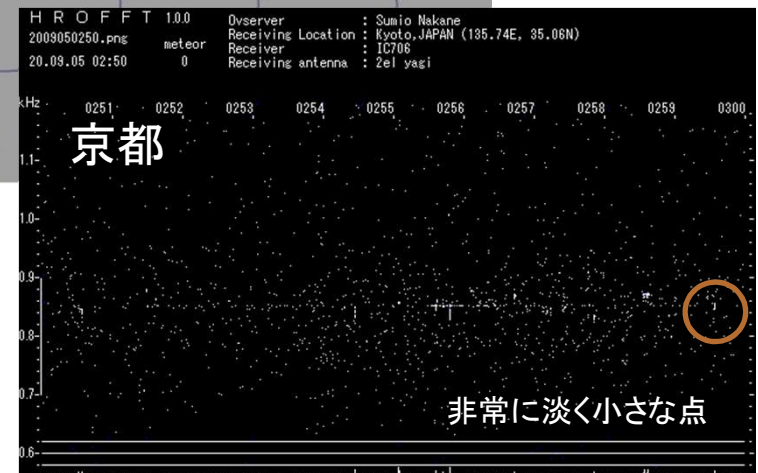 H R O F F T 1.0.0
2009050250.png meteor
20.09.05 02:50 0
Ovserver : Sumio Nakane
Receiving Location : Kyoto,JAPAN (135.74E, 35.06N)
Receiver : IC706
Receiving antenna : 2el yagi
kHz 0251 0252 0253 0254 0255 0256 0257 0258 0259 0300
京都
1.1
1.0
0.9
0.8
0.7
非常に淡く小さな点
0.6